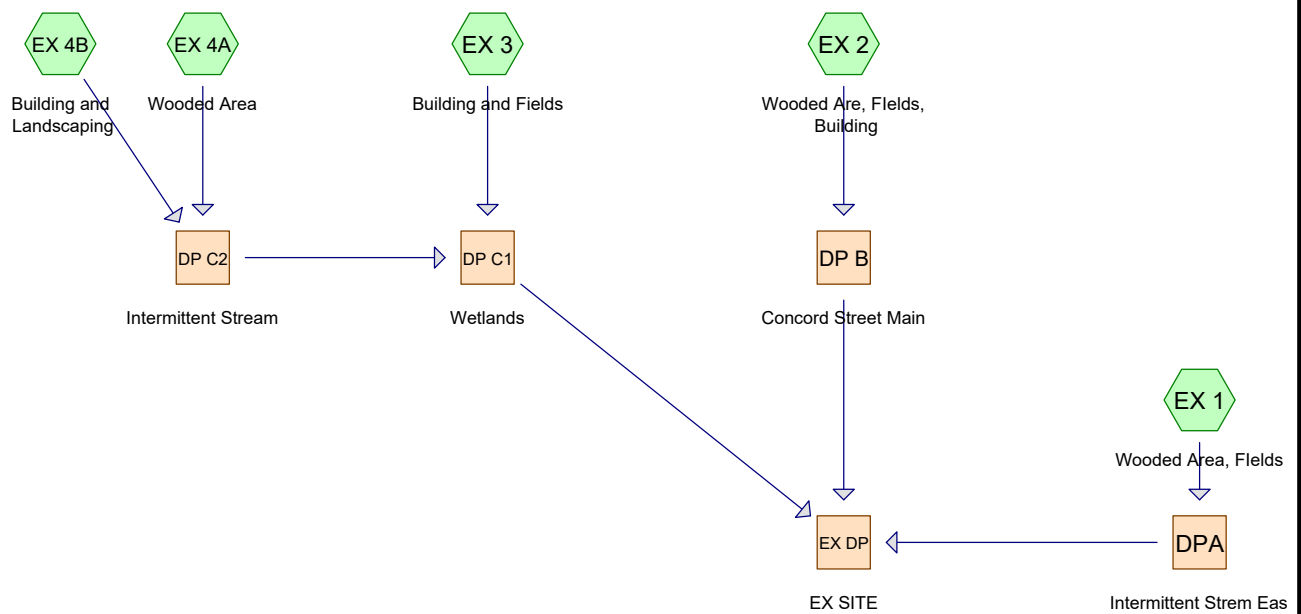 EX 4B
EX 4A
EX 3
EX 2
Building and
Landscaping
Wooded Area
Building and Fields
Wooded Are, FIelds,
Building
DP C2
DP C1
DP B
Intermittent Stream
Wetlands
Concord Street Main
EX 1
Wooded Area, FIelds
EX DP
DPA
EX SITE
Intermittent Strem Eas